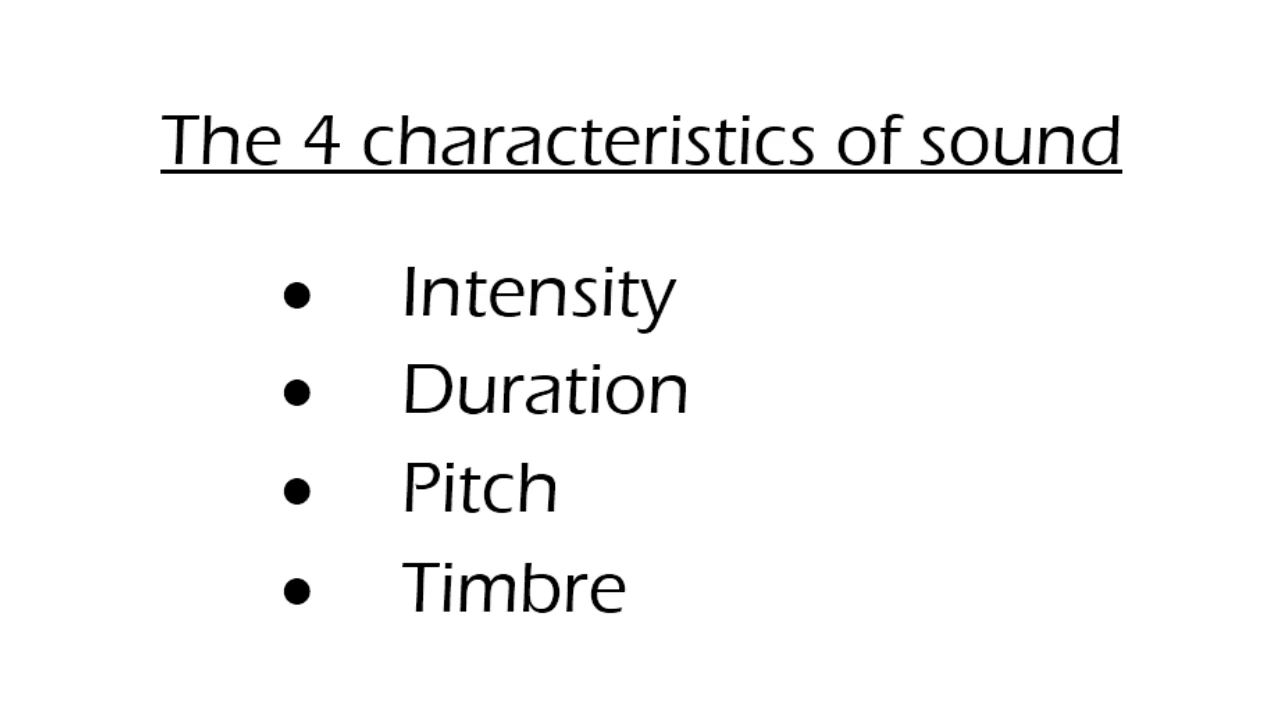 The 4 characteristics of sound
• Intensity
• Duration
• Pitch
• Timbre